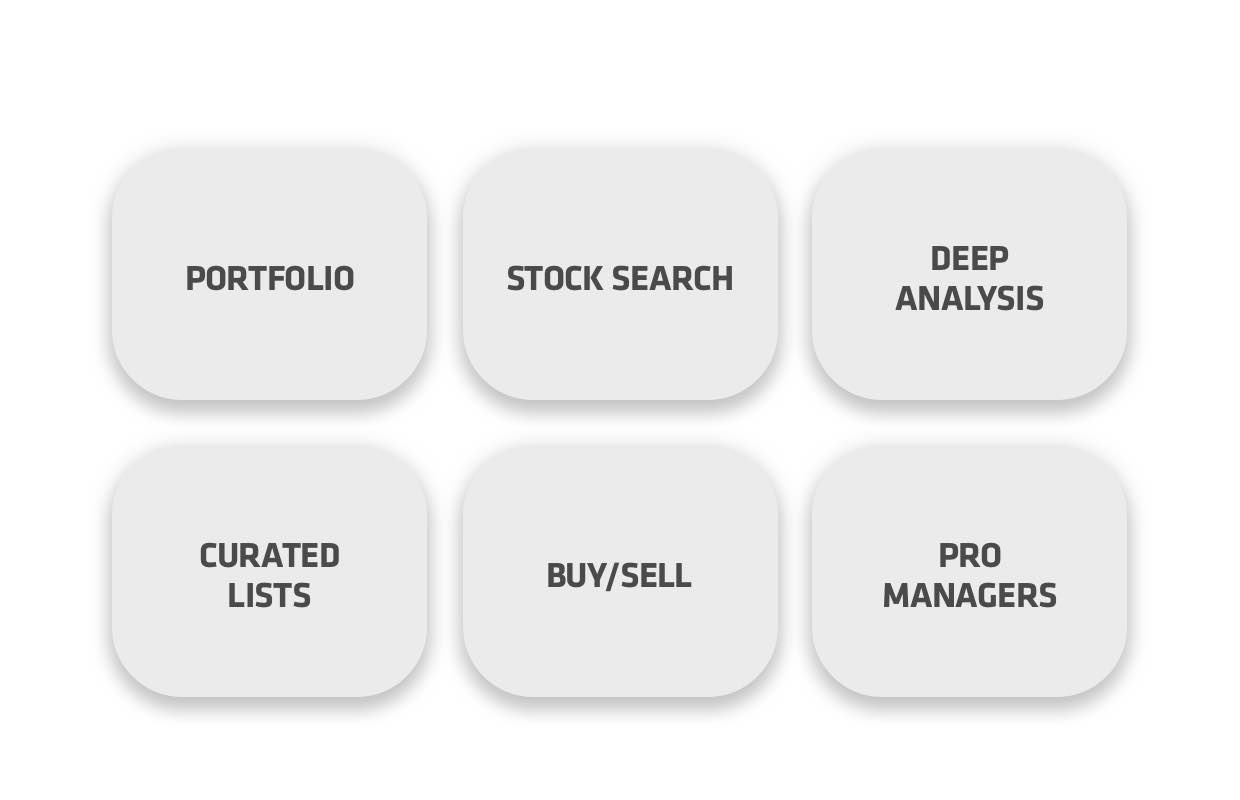 PORTFOLIO
STOCK SEARCH
DEEP
ANALYSIS
CURATED
LISTS
BUY/SELL
PRO
MANAGERS